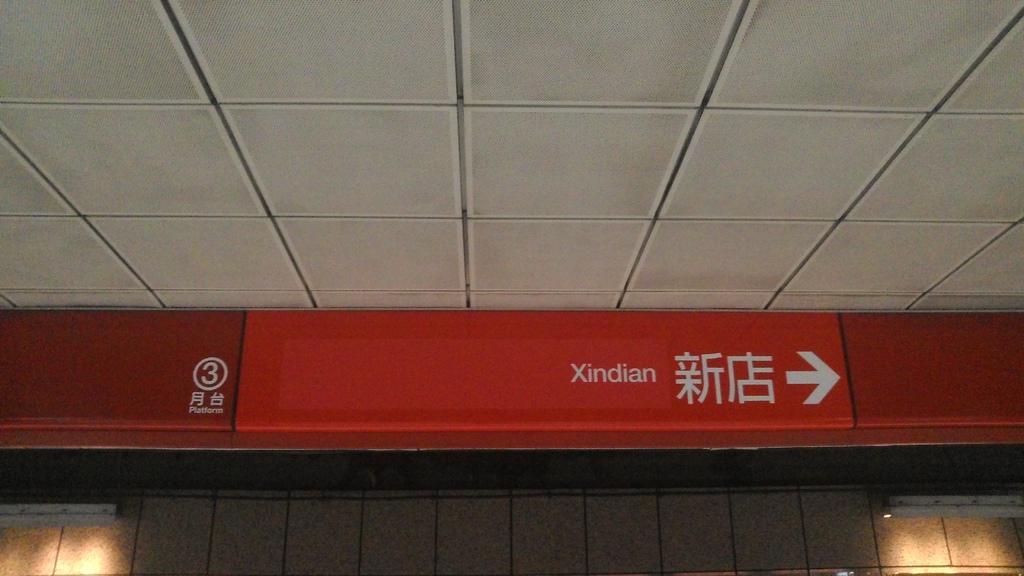 ③
月台
Platform
Xindian 新店 →